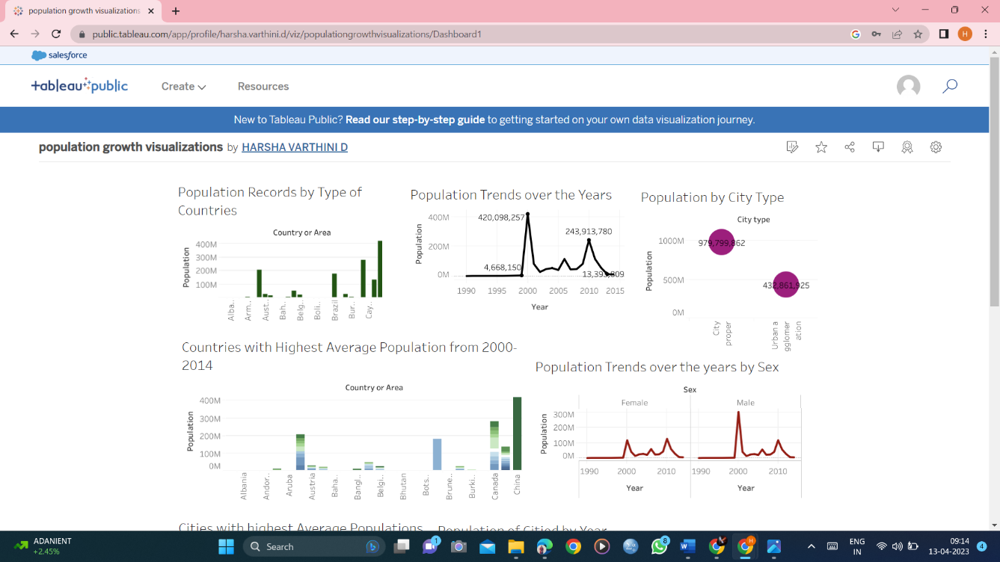 population growth visualizations
public.tableau.com/app/profile/harsha.varthini.d/viz/populationgrowthvisualizations/Dashboard1
G
H
salesforce
tableau public
Create
Resources
New to Tableau Public? Read our step-by-step guide to getting started on your own data visualization journey.
population growth visualizations by HARSHA VARTHINI D
Population Records by Type of
Countries
Country or Area
Population
400M
300M
200M
100M
Alba..
Arm..
Aust..
Bah..
Belg..
Boli..
Brazil
Bur..
Cay..
Population Trends over the Years
Population
400M
200M
0M
420,098,257
243,913,780
4,668,150
13,393,809
1990
1995
2000
2005
2010
2015
Year
Population by City Type
City type
Population
1000M
500M
0M
979,799,862
432,861,925
City
proper
Urban a
gglomer
ation
Countries with Highest Average Population from 2000-
2014
Country or Area
Population
400M
300M
200M
100M
0M
Albania
Andor..
Aruba
Austria
Baha..
Bangl..
Belgi..
Bhutan
Bots..
Brune..
Burki..
Canada
China
Population Trends over the years by Sex
Sex
Female
Male
Population
300M
200M
100M
0M
1990
2000
2010
1990
2000
2010
Year
Year
Cities with highest Average Populations
Population of Citied by Year
ADANIENT
+2.45%
Search
1
8
H
ENG
IN
09:14
13-04-2023
4